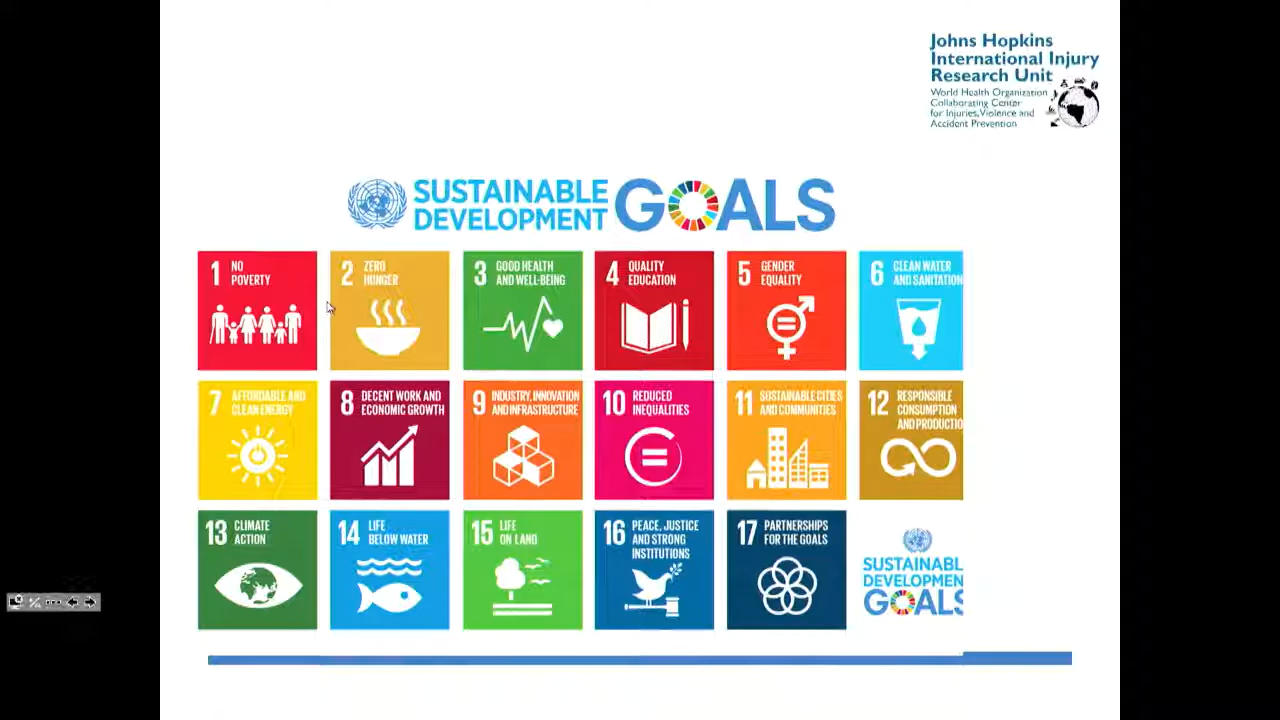 Johns Hopkins
International Injury
Research Unit
World Health Organization
Collaborating Center
for Injuries, Violence and
Accident Prevention
SUSTAINABLE
DEVELOPMENT
GOALS
1 NO
POVERTY
2 ZERO
HUNGER
3 GOOD HEALTH
AND WELL-BEING
4 QUALITY
EDUCATION
5 GENDER
EQUALITY
6 CLEAN WATER
AND SANITATION
7 AFFORDABLE AND
CLEAN ENERGY
8 DECENT WORK AND
ECONOMIC GROWTH
9 INDUSTRY, INNOVATION
AND INFRASTRUCTURE
10 REDUCED
INEQUALITIES
11 SUSTAINABLE CITIES
AND COMMUNITIES
12 RESPONSIBLE
CONSUMPTION
AND PRODUCTIO
13 CLIMATE
ACTION
14 LIFE
BELOW WATER
15 LIFE
ON LAND
16 PEACE, JUSTICE
AND STRONG
INSTITUTIONS
17 PARTNERSHIPS
FOR THE GOALS
SUSTAINABL
DEVELOPMEN
GOALS